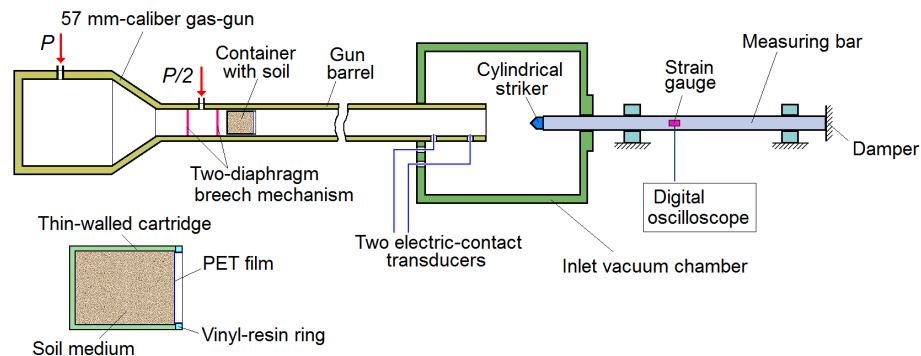 57 mm-caliber gas-gun
P
P/2
Container
with soil
Gun
barrel
Cylindrical
striker
Strain
gauge
Measuring bar
Damper
Two-diaphragm
breech mechanism
Digital
oscilloscope
Two electric-contact
transducers
Inlet vacuum chamber
Thin-walled cartridge
PET film
Vinyl-resin ring
Soil medium